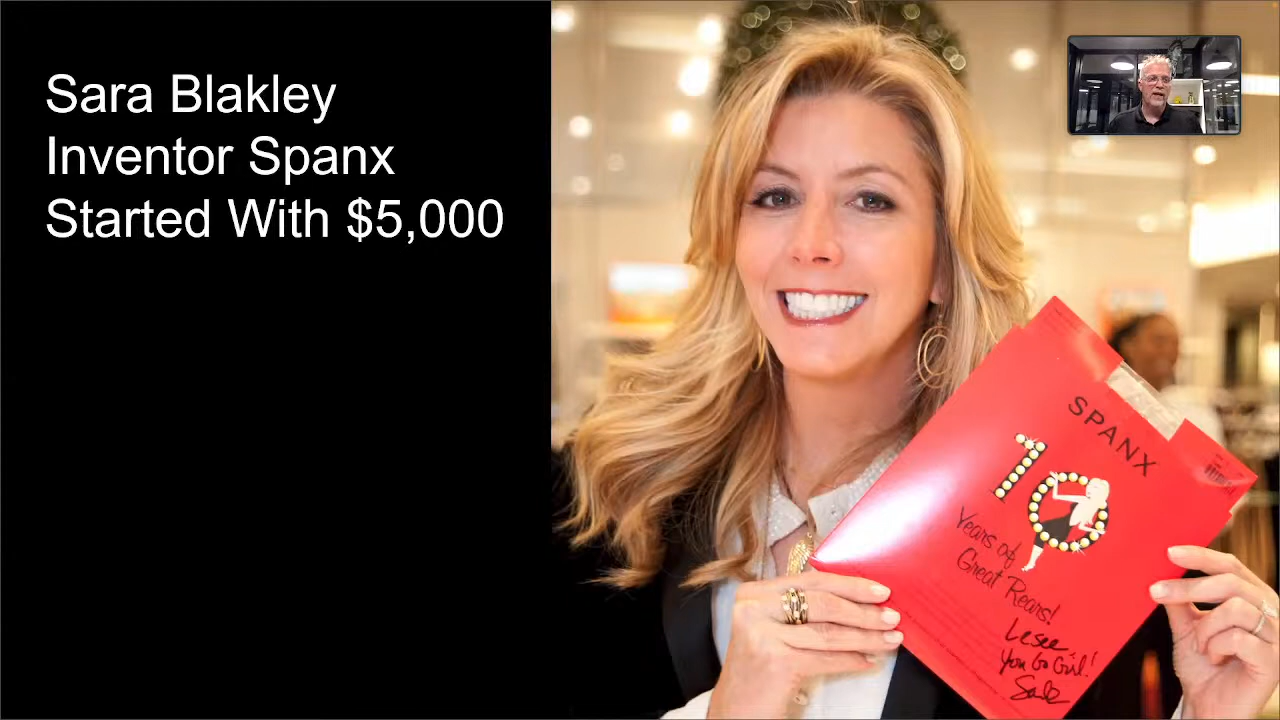 Sara Blakley
Inventor Spanx
Started With $5,000
SPANX
10
Years of
Great Rears!
You Go Girl!